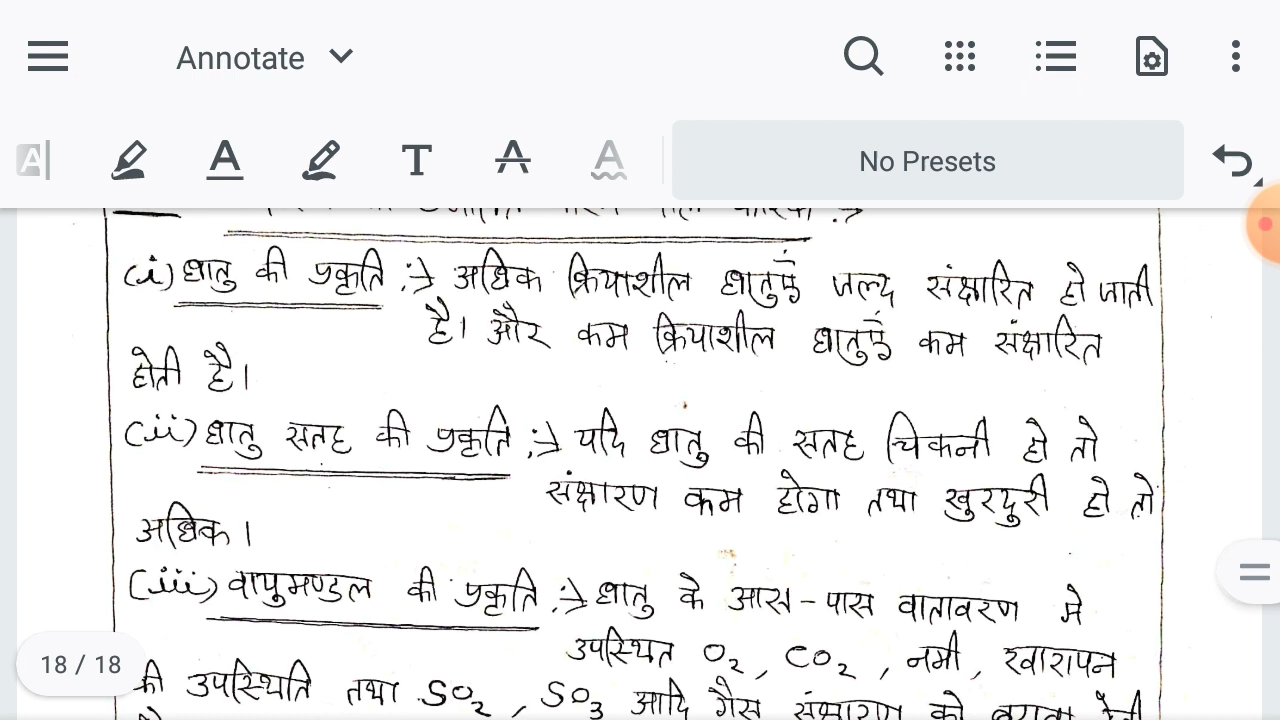 Annotate
No Presets
(i) धातु की प्रकृति :→ अधिक क्रियाशील धातुएँ जल्द संक्षारित हो जाती
है। और कम क्रियाशील धातुएँ कम संक्षारित
होती है।
(ii) धातु सतह की प्रकृति :→ यदि धातु की सतह चिकनी हो तो
संक्षारण कम होगा तथा खुरदुरी हो तो
अधिक।
(iii) वायुमण्डल की प्रकृति :→ धातु के आस-पास वातावरण मे
उपस्थित O₂, CO₂, नमी, खारापन
18 / 18
की उपस्थिति तथा SO₂, SO₃ आदि गैस संक्षारण को